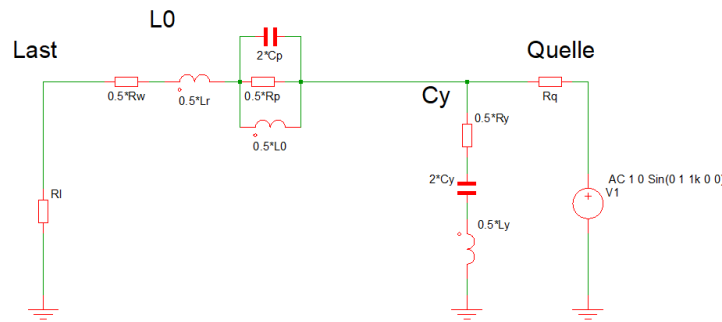 L0
Last
Quelle
2*Cp
Cy
0.5*Rw
0.5*Lr
0.5*Rp
Rq
0.5*Ry
0.5*L0
2*Cy
AC 1 0 Sin(0 1 1k 0 0)
V1
Rl
0.5*Ly